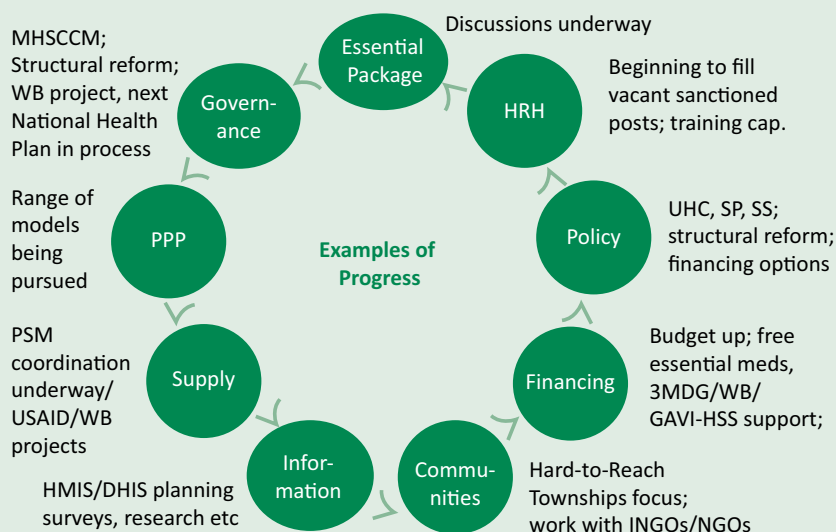 Discussions underway
Essential
Package
MHSCCM;
Structural reform;
WB project, next
National Health
Plan in process
Govern-
ance
HRH
Beginning to fill
vacant sanctioned
posts; training cap.
Range of
models
being
pursued
PPP
Examples of
Progress
Policy
UHC, SP, SS;
structural reform;
financing options
PSM
coordination
underway/
USAID/WB
projects
Supply
Financing
Budget up; free
essential meds,
3MDG/WB/
GAVI-HSS support;
HMIS/DHIS planning
surveys, research etc
Infor-
mation
Commu-
nities
Hard-to-Reach
Townships focus;
work with INGOs/NGOs